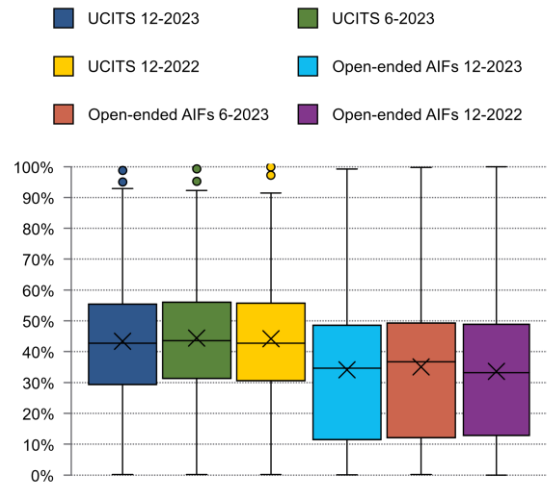 UCITS 12-2023
UCITS 6-2023
UCITS 12-2022
Open-ended AIFs 12-2023
Open-ended AIFs 6-2023
Open-ended AIFs 12-2022
100%
90%
80%
70%
60%
50%
40%
30%
20%
10%
0%